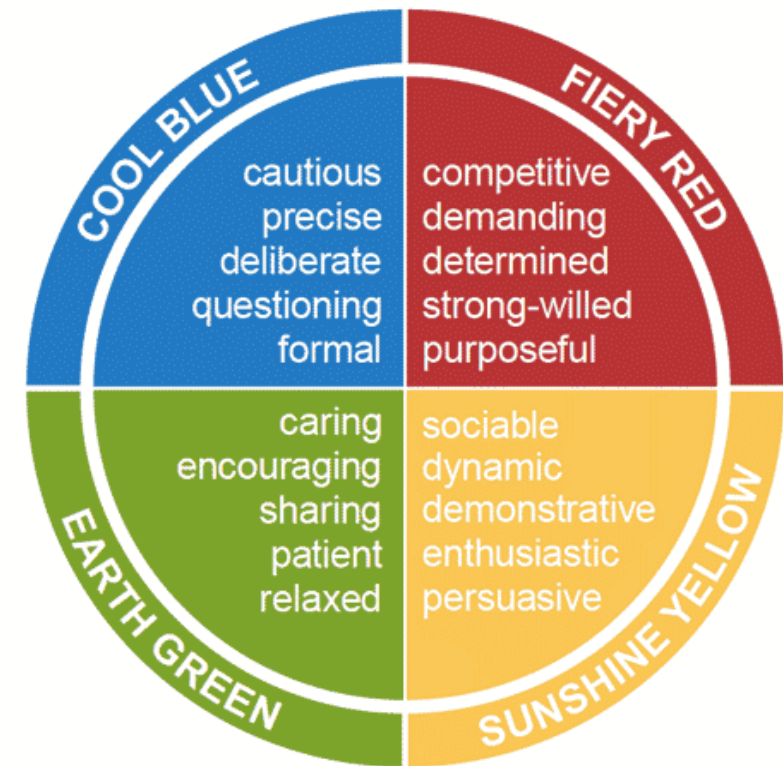 COOL BLUE
cautious
precise
deliberate
questioning
formal
FIERY RED
competitive
demanding
determined
strong-willed
purposeful
EARTH GREEN
caring
encouraging
sharing
patient
relaxed
SUNSHINE YELLOW
sociable
dynamic
demonstrative
enthusiastic
persuasive